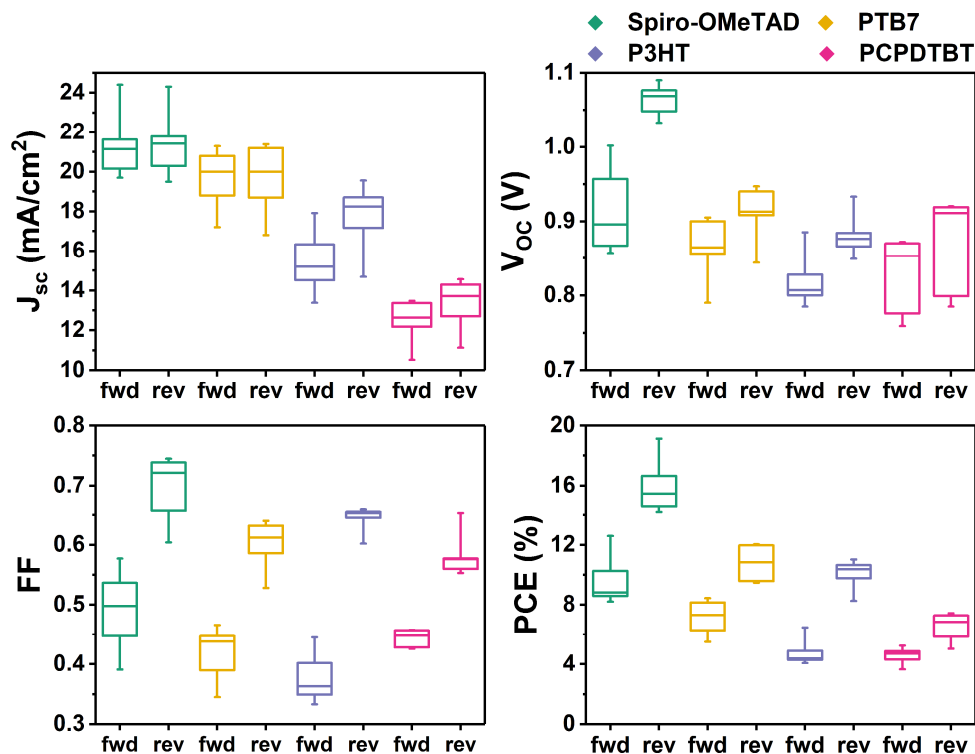 Spiro-OMeTAD PTB7
P3HT PCPDTBT
24
22
20
18
16
14
12
10
J_sc (mA/cm²)
fwd rev fwd rev fwd rev fwd rev
1.1
1.0
0.9
0.8
0.7
V_OC (V)
fwd rev fwd rev fwd rev fwd rev
0.8
0.7
0.6
0.5
0.4
0.3
FF
fwd rev fwd rev fwd rev fwd rev
20
16
12
8
4
0
PCE (%)
fwd rev fwd rev fwd rev fwd rev